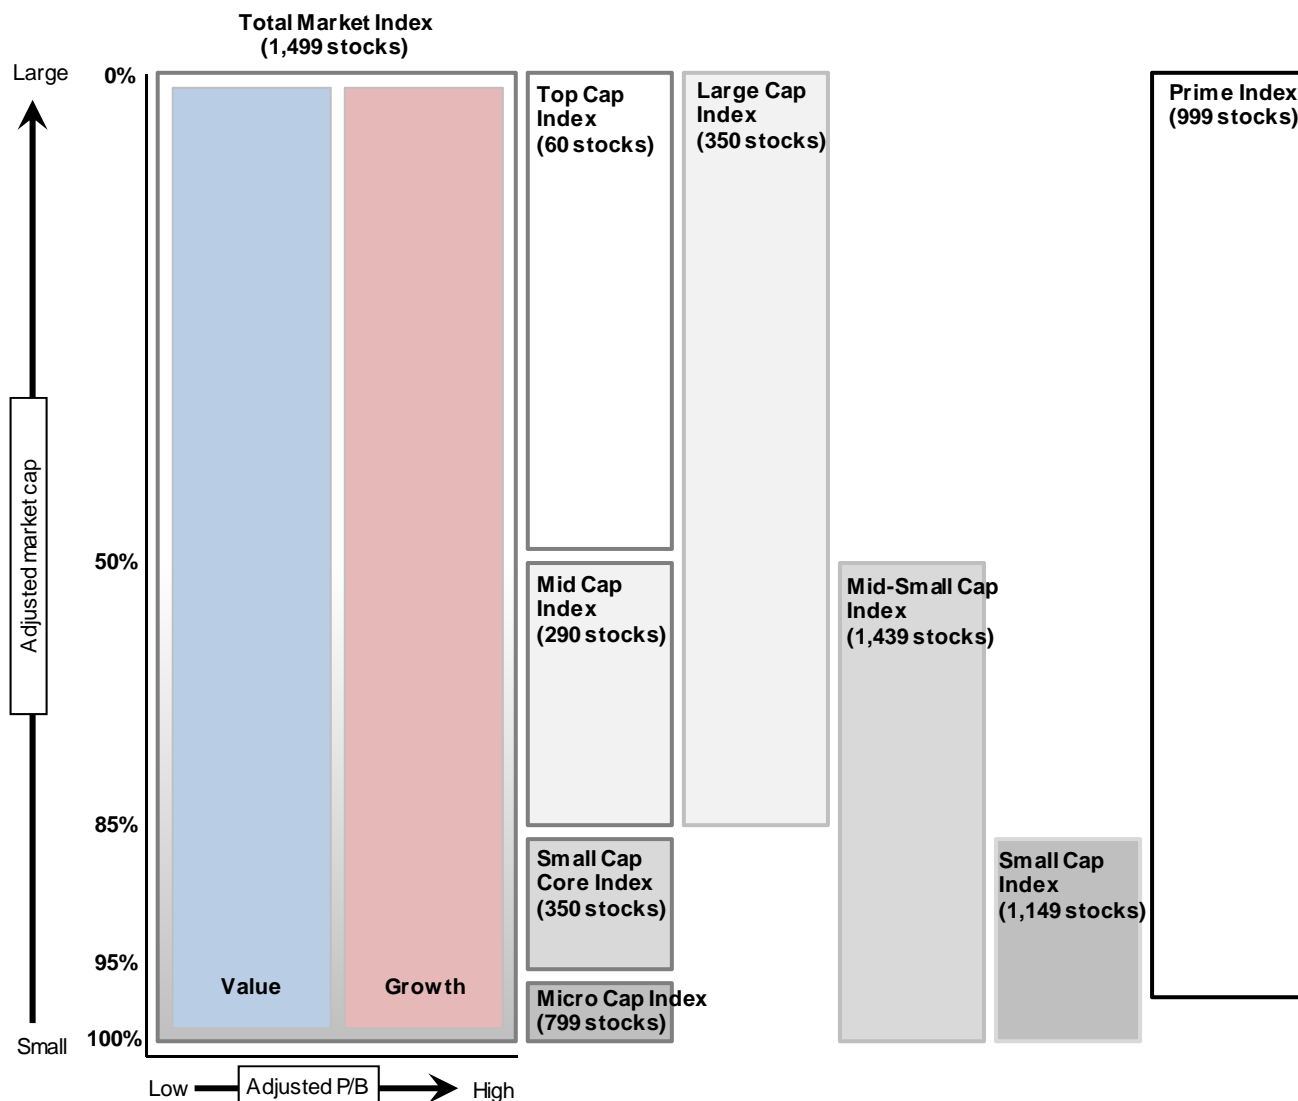 Total Market Index
(1,499 stocks)
Large
0%
Top Cap
Index
(60 stocks)
Large Cap
Index
(350 stocks)
Prime Index
(999 stocks)
Adjusted market cap
50%
Mid Cap
Index
(290 stocks)
Mid-Small Cap
Index
(1,439 stocks)
85%
Small Cap
Core Index
(350 stocks)
Small Cap
Index
(1,149 stocks)
95%
Value
Growth
Micro Cap Index
(799 stocks)
100%
Small
Low
Adjusted P/B
High